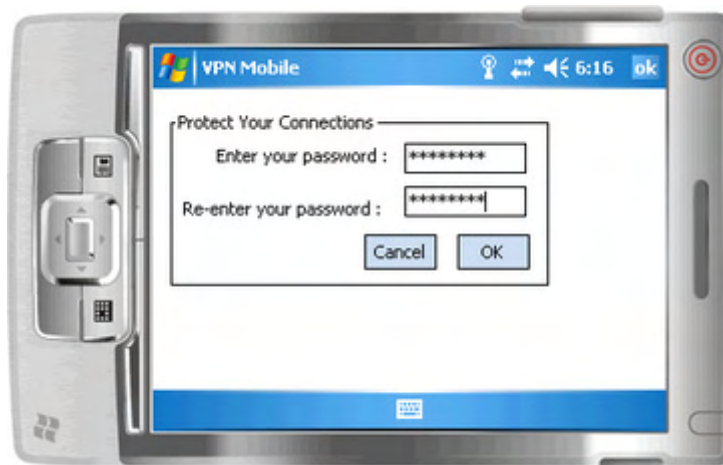 VPN Mobile 6:16 ok
Protect Your Connections
Enter your password : ********
Re-enter your password : ********
Cancel OK